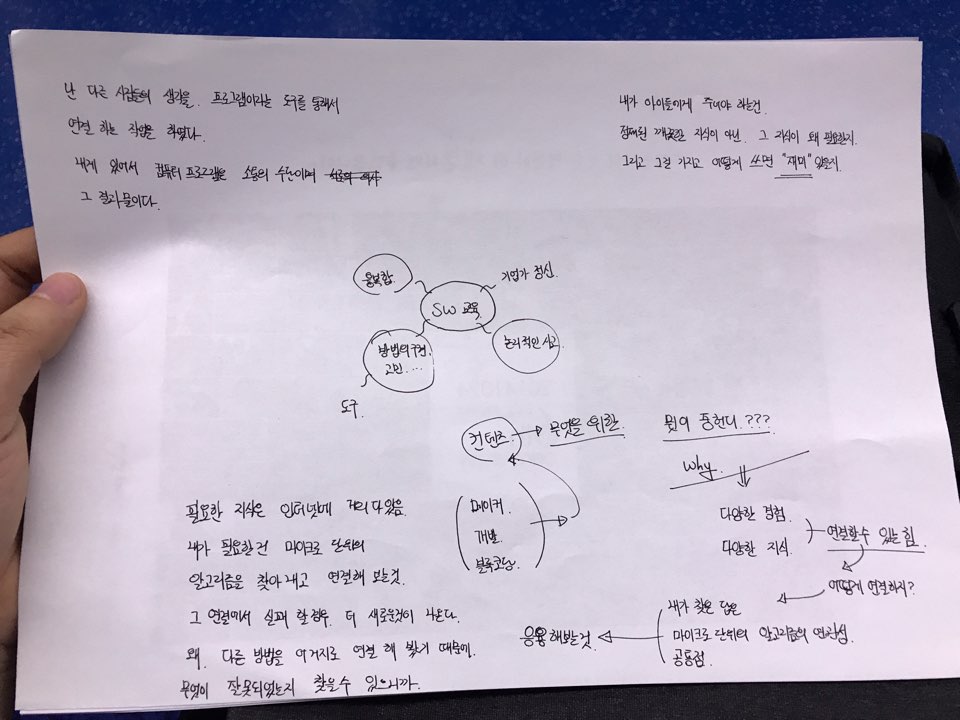 난 다른 사람들의 생각을. 프로그램이라는 도구를 통해서
연결 하는 작업을 하였다.
내게 있어서 컴퓨터 프로그램은 소통의 수단이며
그 결과물이다.
내가 아이들에게 주어야 하는건.
정제된 깨끗한 지식이 아닌. 그 지식이 왜 필요한지.
그리고 그걸 가지고 어떻게 쓰면 "재미" 있을지.
융복합.
기업가 정신.
SW 교육.
방법의 구현.
고민....
논리적인 사고.
도구.
컨텐츠.
무엇을 위한.
뭣이 중헌디.???
why.
메이커.
개발.
블록코딩.
다양한 경험.
다양한 지식.
연결할수 있는 힘.
어떻게 연결하지?
내가 찾은 답은
마이크로 단위의 알고리즘의 연관성.
공통점.
응용해볼것.
필요한 지식은 인터넷에 거의 다 있음.
내가 필요한건 마이크로 단위의
알고리즘을 찾아내고 연결해 보는것.
그 연결에서 실패 할경우. 더 새로운것이 나온다.
왜. 다른 방법을 여러가지로 연결 해 봤기 때문에.
무엇이 잘못되었는지 찾을수 있으니까.